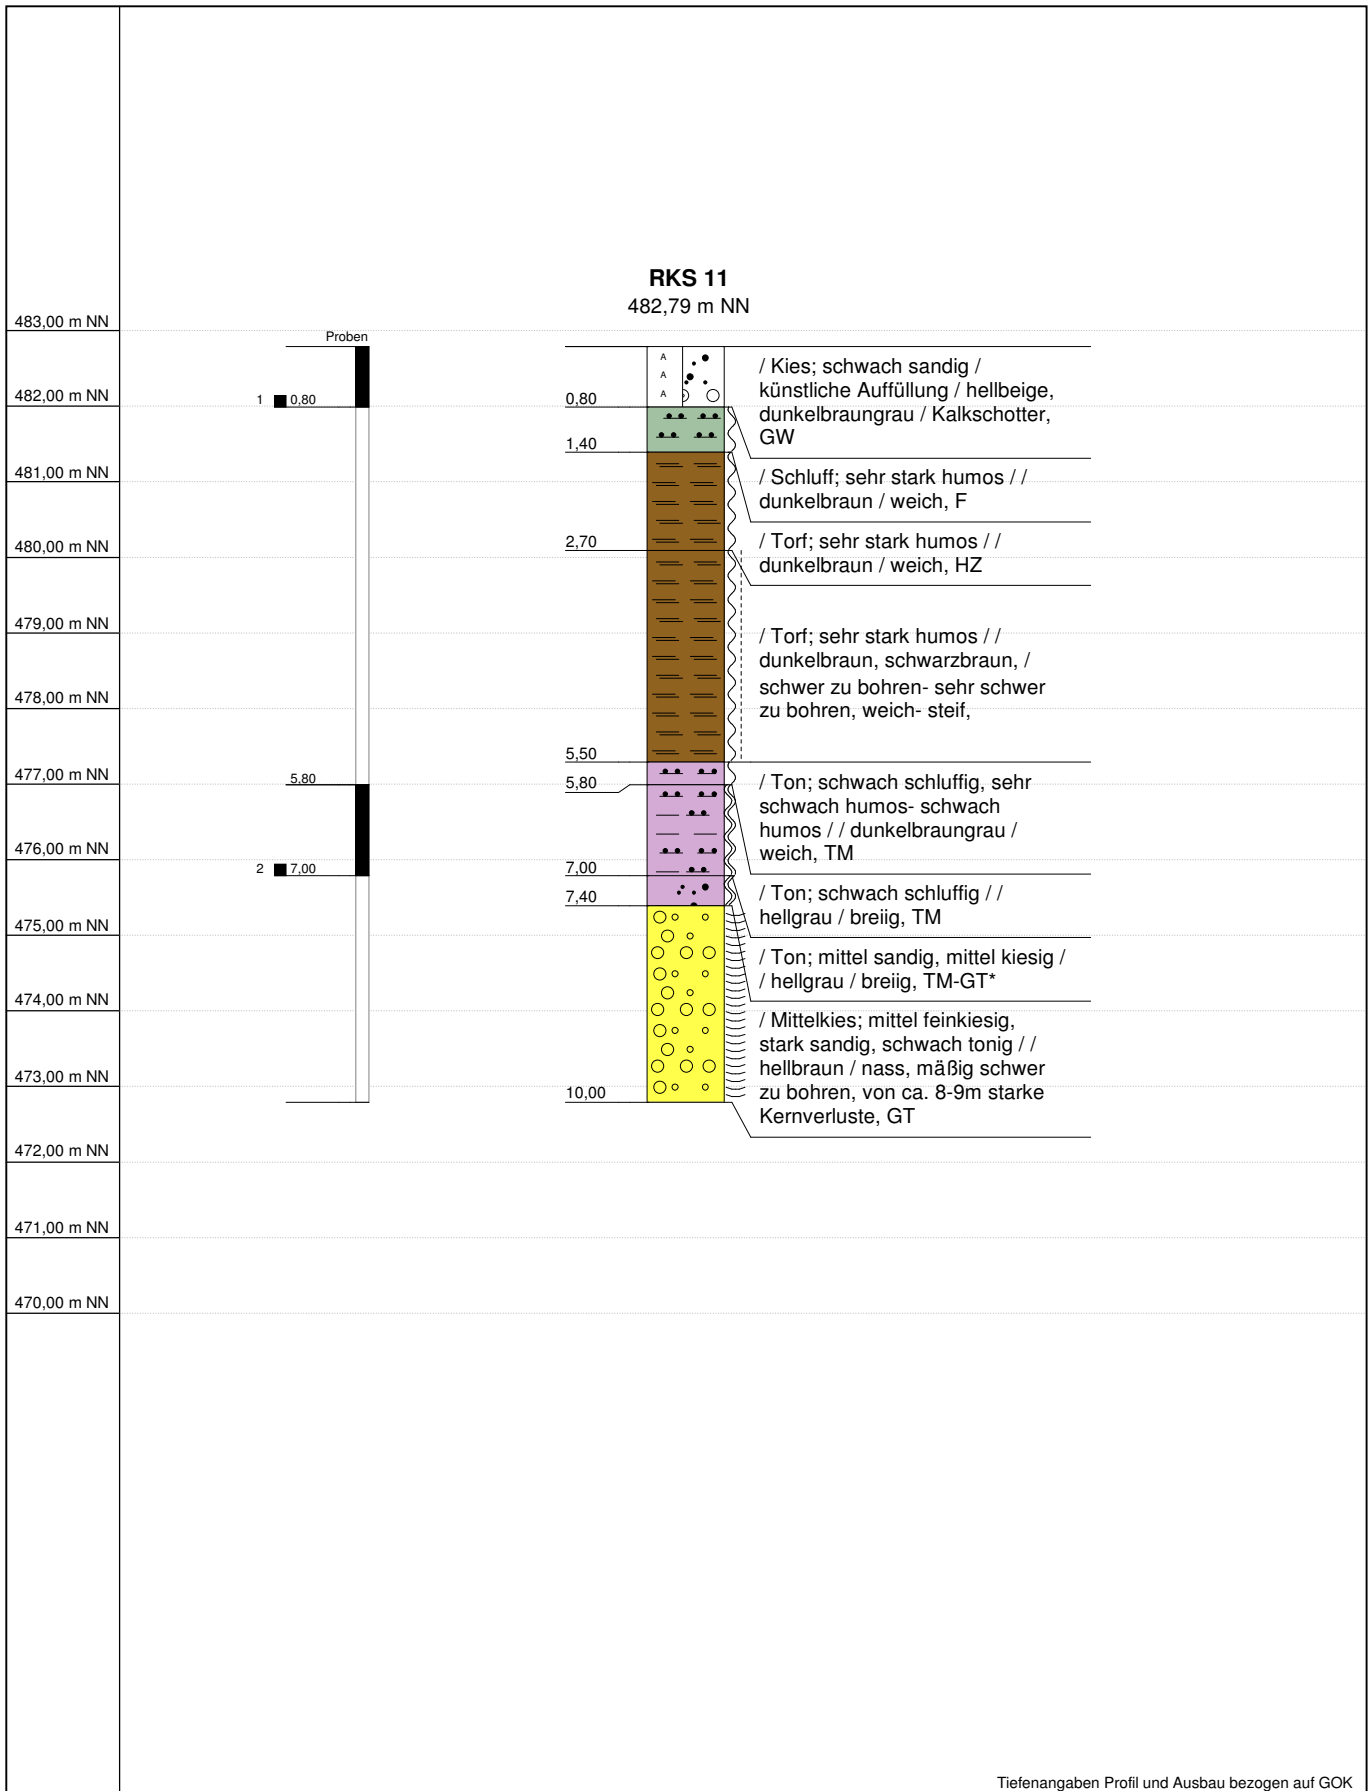 RKS 11
482,79 m NN
483,00 m NN
482,00 m NN
481,00 m NN
480,00 m NN
479,00 m NN
478,00 m NN
477,00 m NN
476,00 m NN
475,00 m NN
474,00 m NN
473,00 m NN
472,00 m NN
471,00 m NN
470,00 m NN
Proben
1 0,80
5,80
2 7,00
A
A
A
0,80
1,40
2,70
5,50
5,80
7,00
7,40
10,00
/ Kies; schwach sandig /
künstliche Auffüllung / hellbeige,
dunkelbraungrau / Kalkschotter,
GW
/ Schluff; sehr stark humos / /
dunkelbraun / weich, F
/ Torf; sehr stark humos / /
dunkelbraun / weich, HZ
/ Torf; sehr stark humos / /
dunkelbraun, schwarzbraun, /
schwer zu bohren- sehr schwer
zu bohren, weich- steif,
/ Ton; schwach schluffig, sehr
schwach humos- schwach
humos / / dunkelbraungrau /
weich, TM
/ Ton; schwach schluffig / /
hellgrau / breiig, TM
/ Ton; mittel sandig, mittel kiesig /
/ hellgrau / breiig, TM-GT*
/ Mittelkies; mittel feinkiesig,
stark sandig, schwach tonig / /
hellbraun / nass, mäßig schwer
zu bohren, von ca. 8-9m starke
Kernverluste, GT
Tiefenangaben Profil und Ausbau bezogen auf GOK